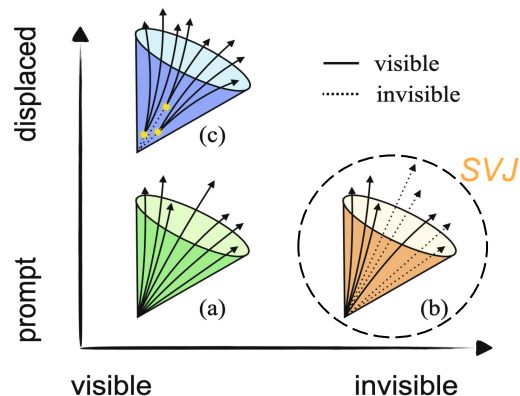 displaced
(c)
visible
invisible
SVJ
prompt
(a)
(b)
visible
invisible